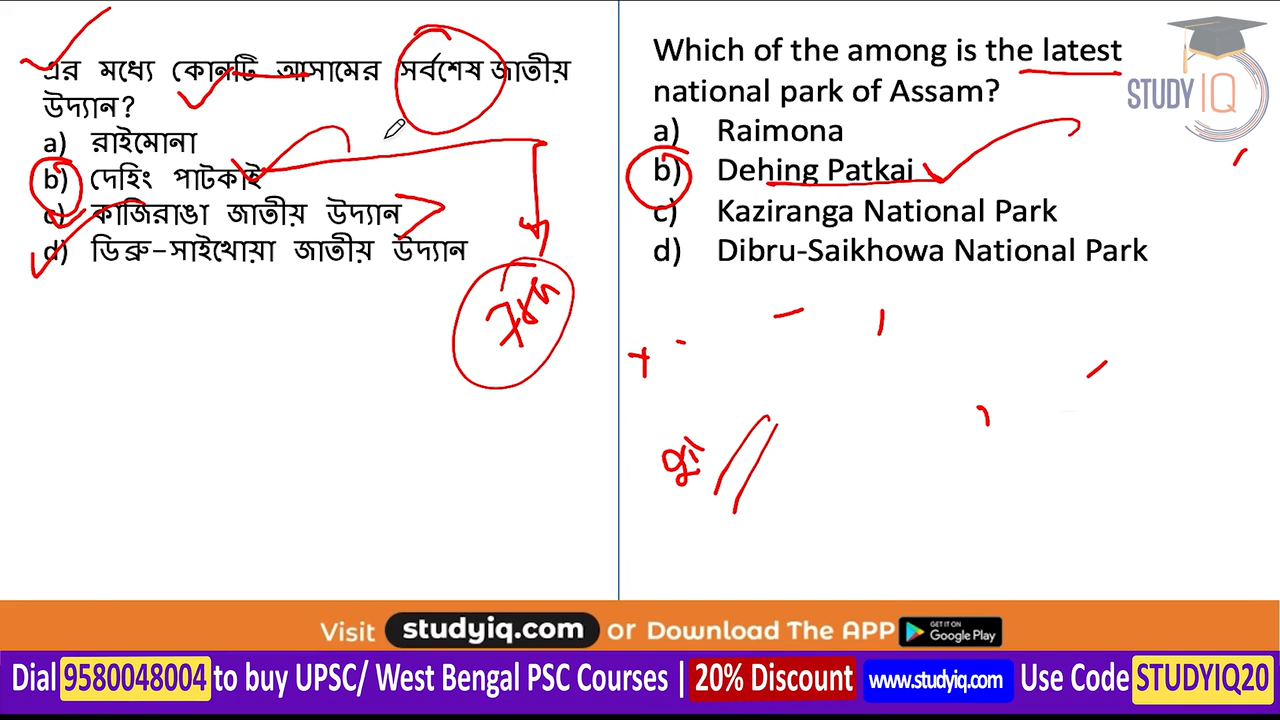 এর মধ্যে কোনটি আসামের সর্বশেষ জাতীয়
উদ্যান?
a) রাইমোনা
b) দেহিং পাটকাই
c) কাজিরাঙা জাতীয় উদ্যান
d) ডিব্রু-সাইখোয়া জাতীয় উদ্যান
Which of the among is the latest
national park of Assam?
a) Raimona
b) Dehing Patkai
c) Kaziranga National Park
d) Dibru-Saikhowa National Park
STUDY IQ
Visit studyiq.com or Download The APP GET IT ON Google Play
Dial 9580048004 to buy UPSC/ West Bengal PSC Courses | 20% Discount www.studyiq.com Use Code STUDYIQ20